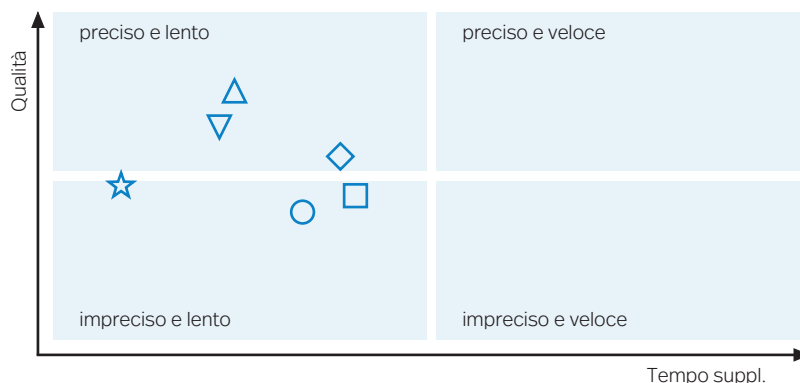 preciso e lento
preciso e veloce
Qualità
impreciso e lento
impreciso e veloce
Tempo suppl.